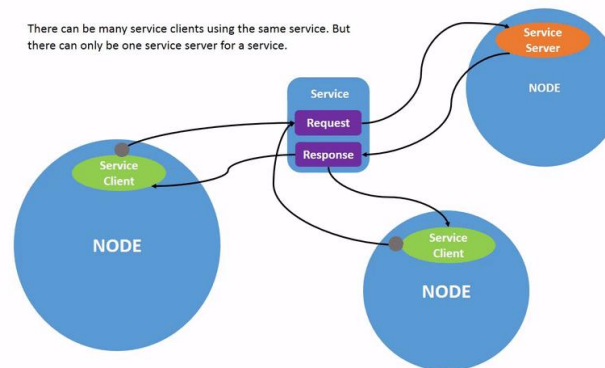 There can be many service clients using the same service. But
there can only be one service server for a service.
Service
Server
NODE
Service
Request
Response
Service
Client
NODE
Service
Client
NODE